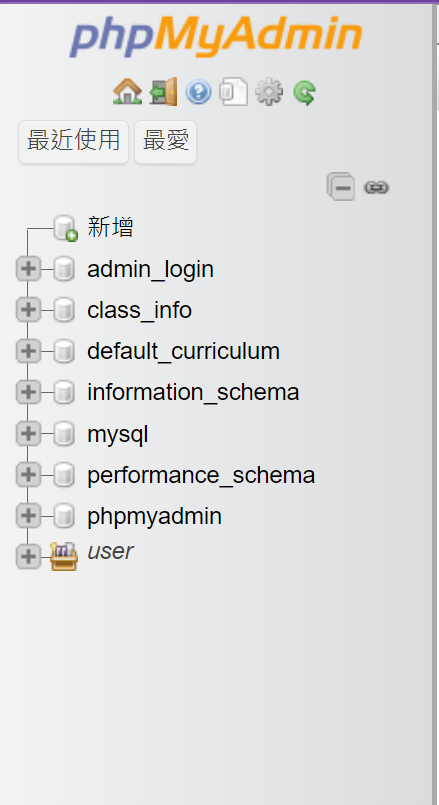 phpMyAdmin
最近使用 最愛
新增
admin_login
class_info
default_curriculum
information_schema
mysql
performance_schema
phpmyadmin
user